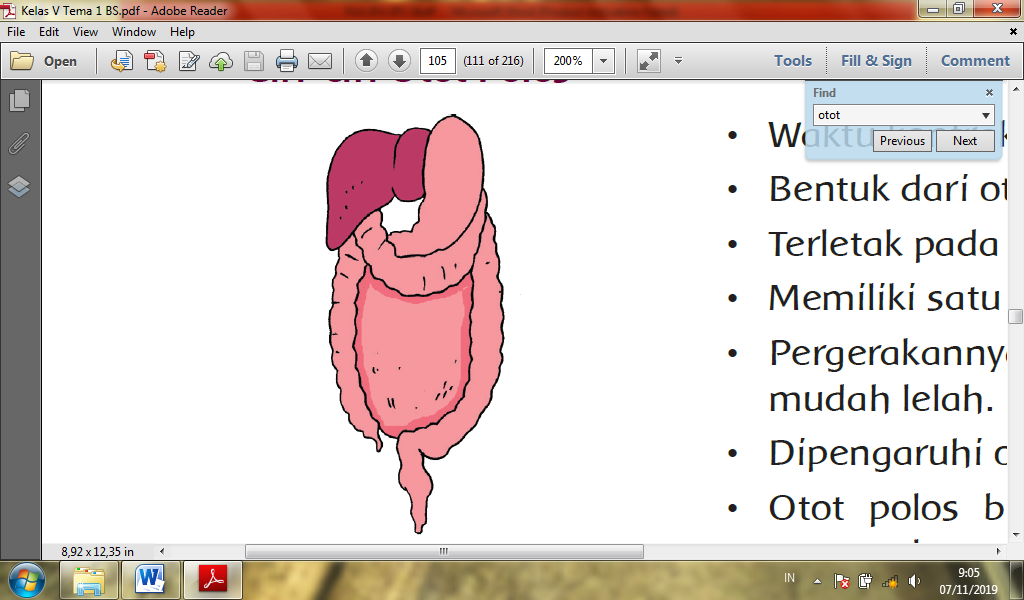 Kelas V Tema 1 BS.pdf - Adobe Reader
File Edit View Window Help
Open 105 (111 of 216) 200% Tools Fill & Sign Comment
Find
otot
Previous Next
Bentuk dari ot
Terletak pada
Memiliki satu
Pergerakannya
mudah lelah.
Dipengaruhi o
Otot polos b
8,92 x 12,35 in
IN 9:05
07/11/2019